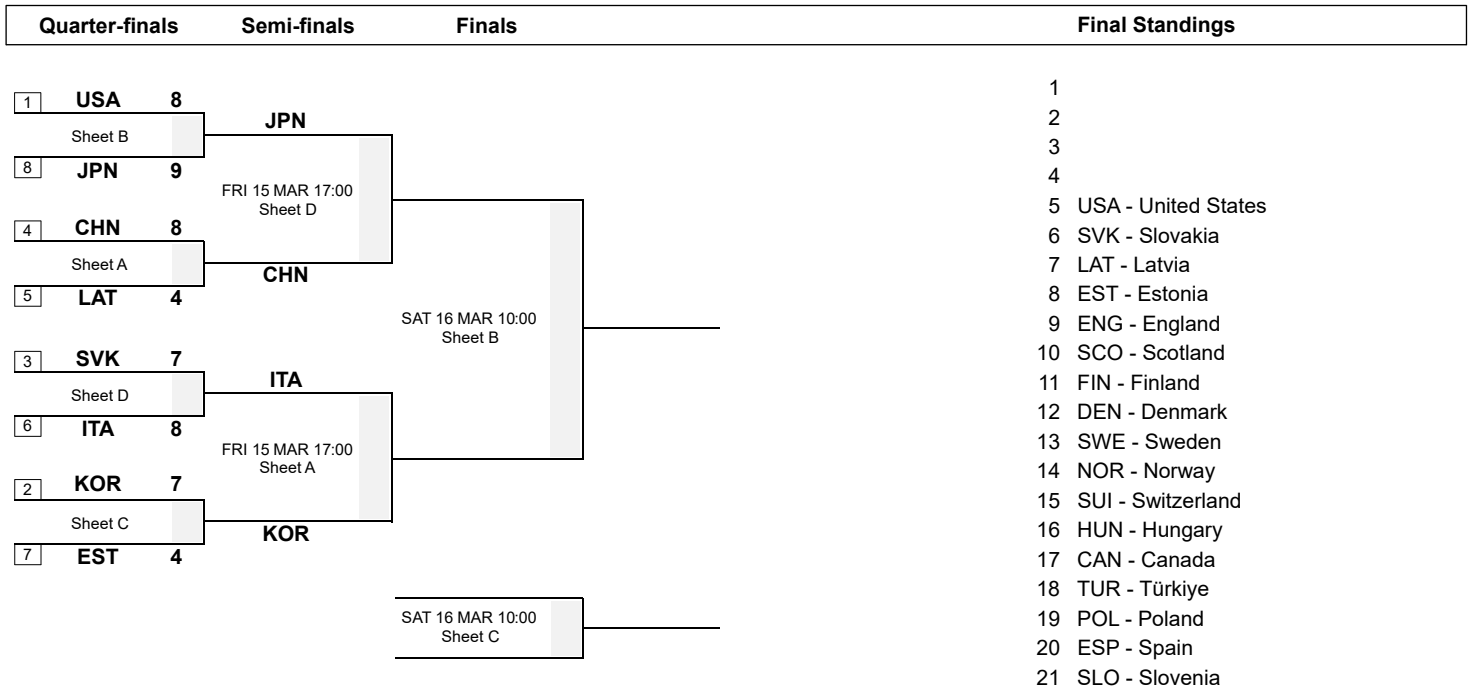 Quarter-finals Semi-finals Finals Final Standings
1 USA 8
Sheet B
8 JPN 9
JPN
FRI 15 MAR 17:00
Sheet D
4 CHN 8
Sheet A
5 LAT 4
CHN
SAT 16 MAR 10:00
Sheet B
3 SVK 7
Sheet D
6 ITA 8
ITA
FRI 15 MAR 17:00
Sheet A
2 KOR 7
Sheet C
7 EST 4
KOR
SAT 16 MAR 10:00
Sheet C
1
2
3
4
5 USA - United States
6 SVK - Slovakia
7 LAT - Latvia
8 EST - Estonia
9 ENG - England
10 SCO - Scotland
11 FIN - Finland
12 DEN - Denmark
13 SWE - Sweden
14 NOR - Norway
15 SUI - Switzerland
16 HUN - Hungary
17 CAN - Canada
18 TUR - Türkiye
19 POL - Poland
20 ESP - Spain
21 SLO - Slovenia